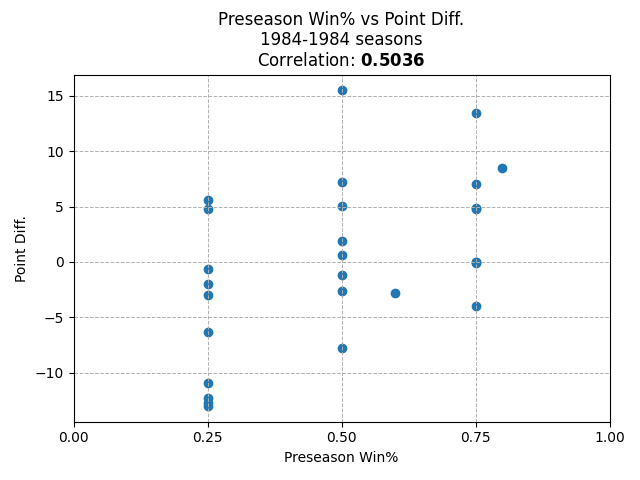 Preseason Win% vs Point Diff.
1984-1984 seasons
Correlation: 0.5036
15
10
5
0
−5
−10
Point Diff.
0.00 0.25 0.50 0.75 1.00
Preseason Win%